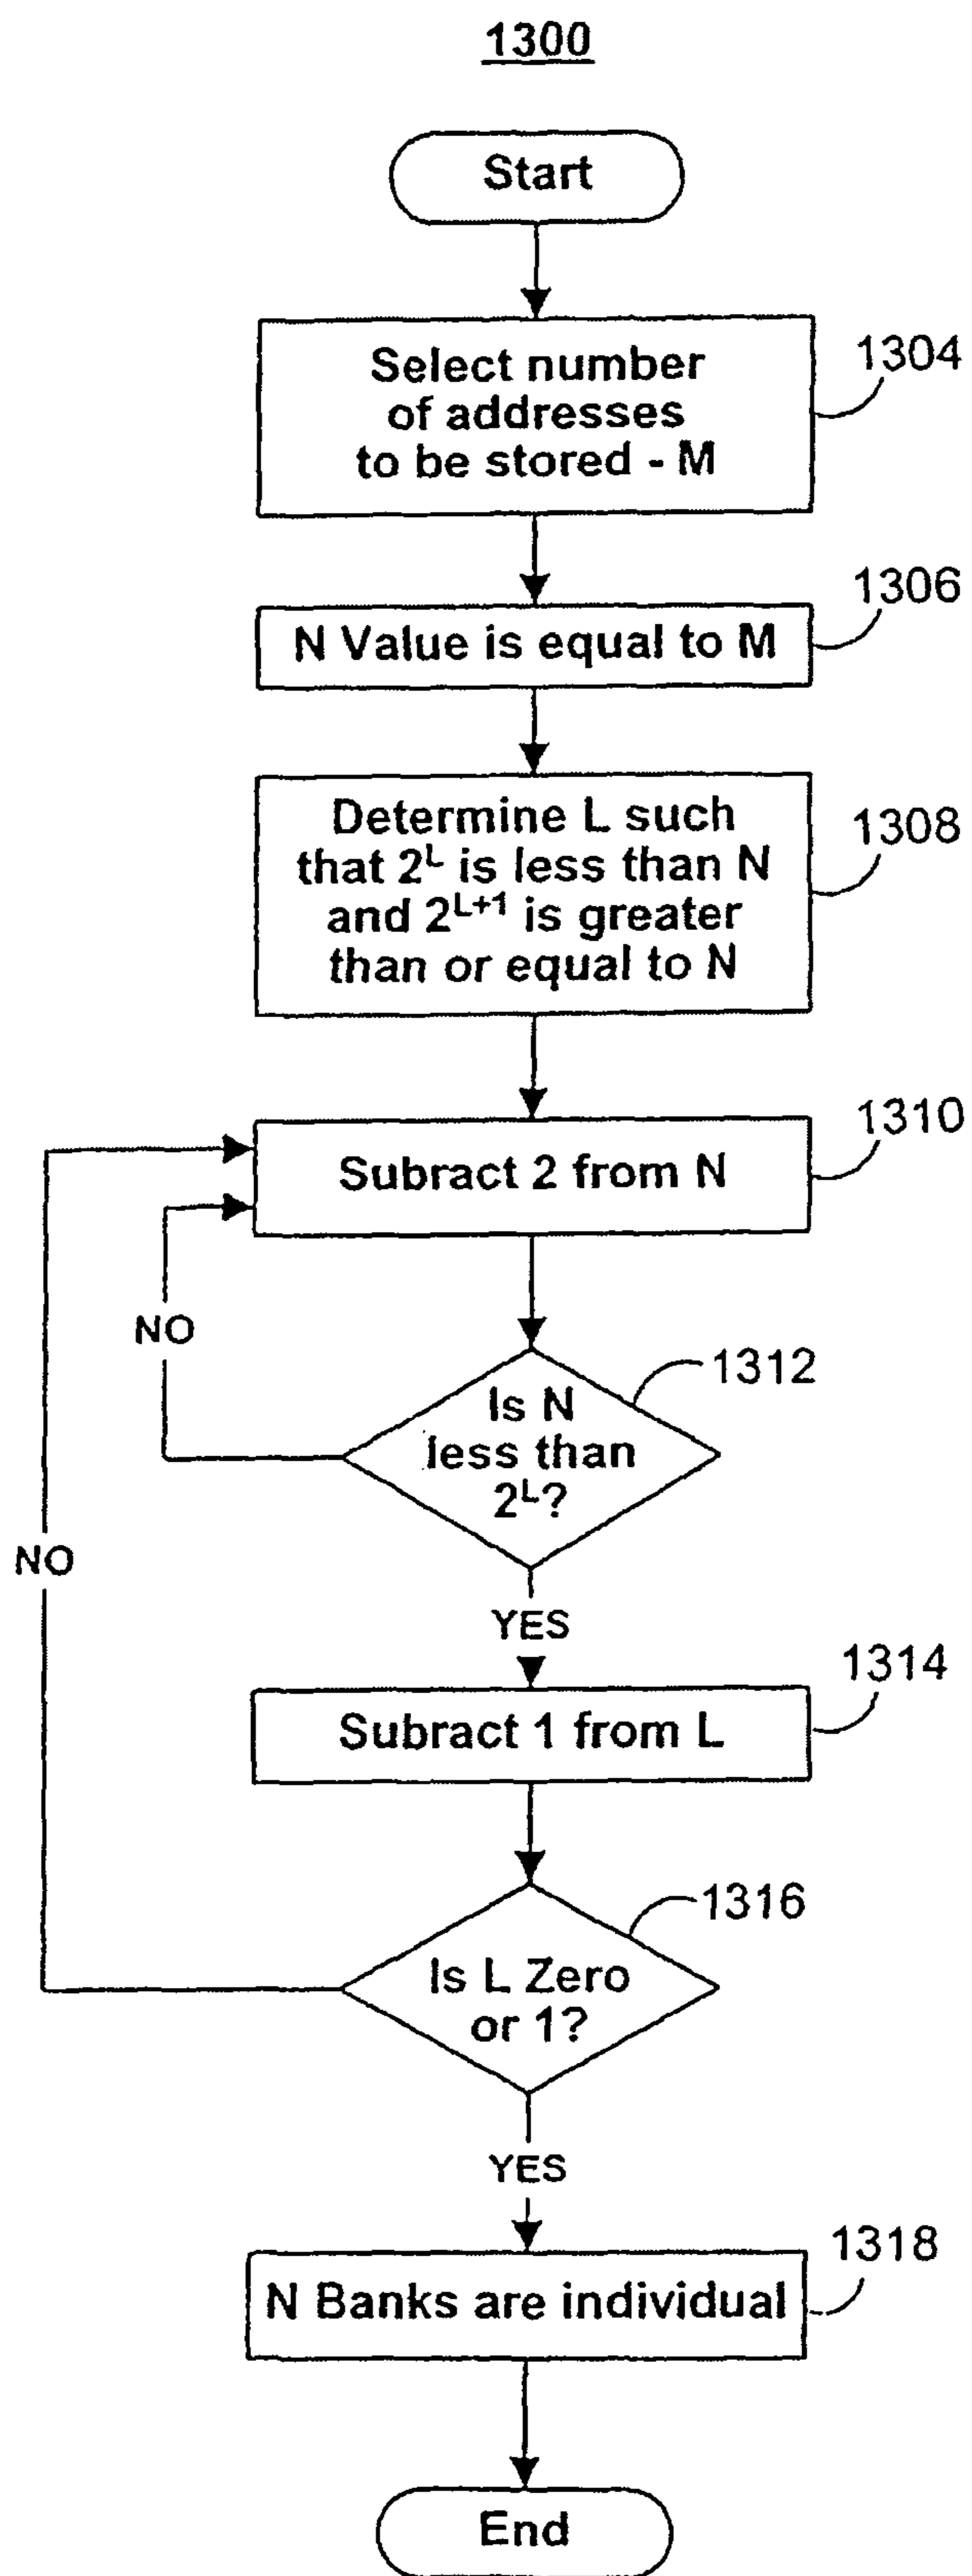 1300
Start
Select number
of addresses
to be stored - M
1304
N Value is equal to M
1306
Determine L such
that 2ᴸ is less than N
and 2ᴸ⁺¹ is greater
than or equal to N
1308
Subract 2 from N
1310
NO
Is N
less than
2ᴸ?
1312
NO
YES
Subract 1 from L
1314
Is L Zero
or 1?
1316
YES
N Banks are individual
1318
End